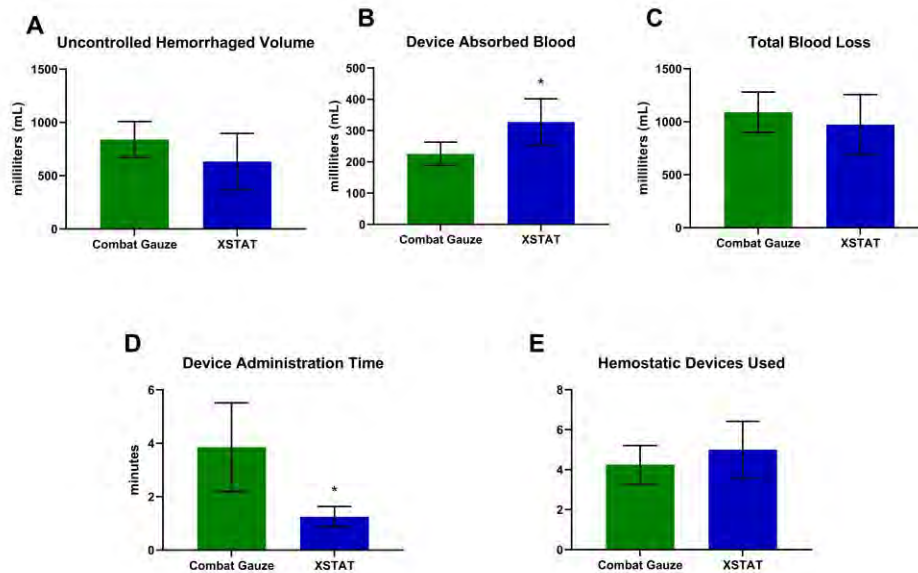 A
Uncontrolled Hemorrhaged Volume
milliliters (mL)
1500
1000
500
0
Combat Gauze XSTAT
B
Device Absorbed Blood
milliliters (mL)
500
400
300
200
100
0
*
Combat Gauze XSTAT
C
Total Blood Loss
milliliters (mL)
1500
1000
500
0
Combat Gauze XSTAT
D
Device Administration Time
minutes
6
4
2
0
*
Combat Gauze XSTAT
E
Hemostatic Devices Used
8
6
4
2
0
Combat Gauze XSTAT